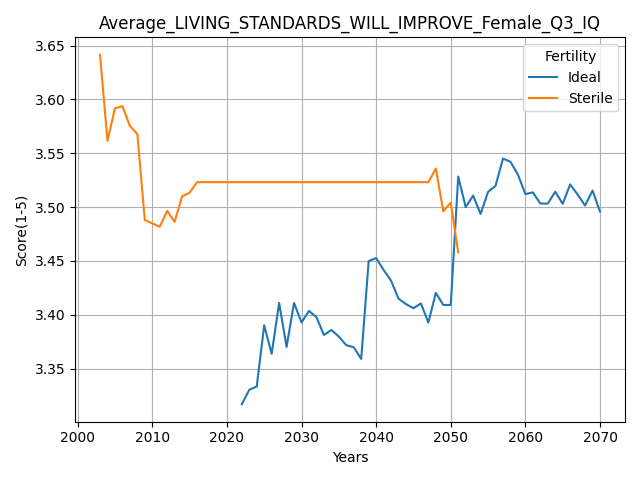 Average_LIVING_STANDARDS_WILL_IMPROVE_Female_Q3_IQ
Fertility
Ideal
Sterile
Score(1-5)
3.65
3.60
3.55
3.50
3.45
3.40
3.35
2000 2010 2020 2030 2040 2050 2060 2070
Years